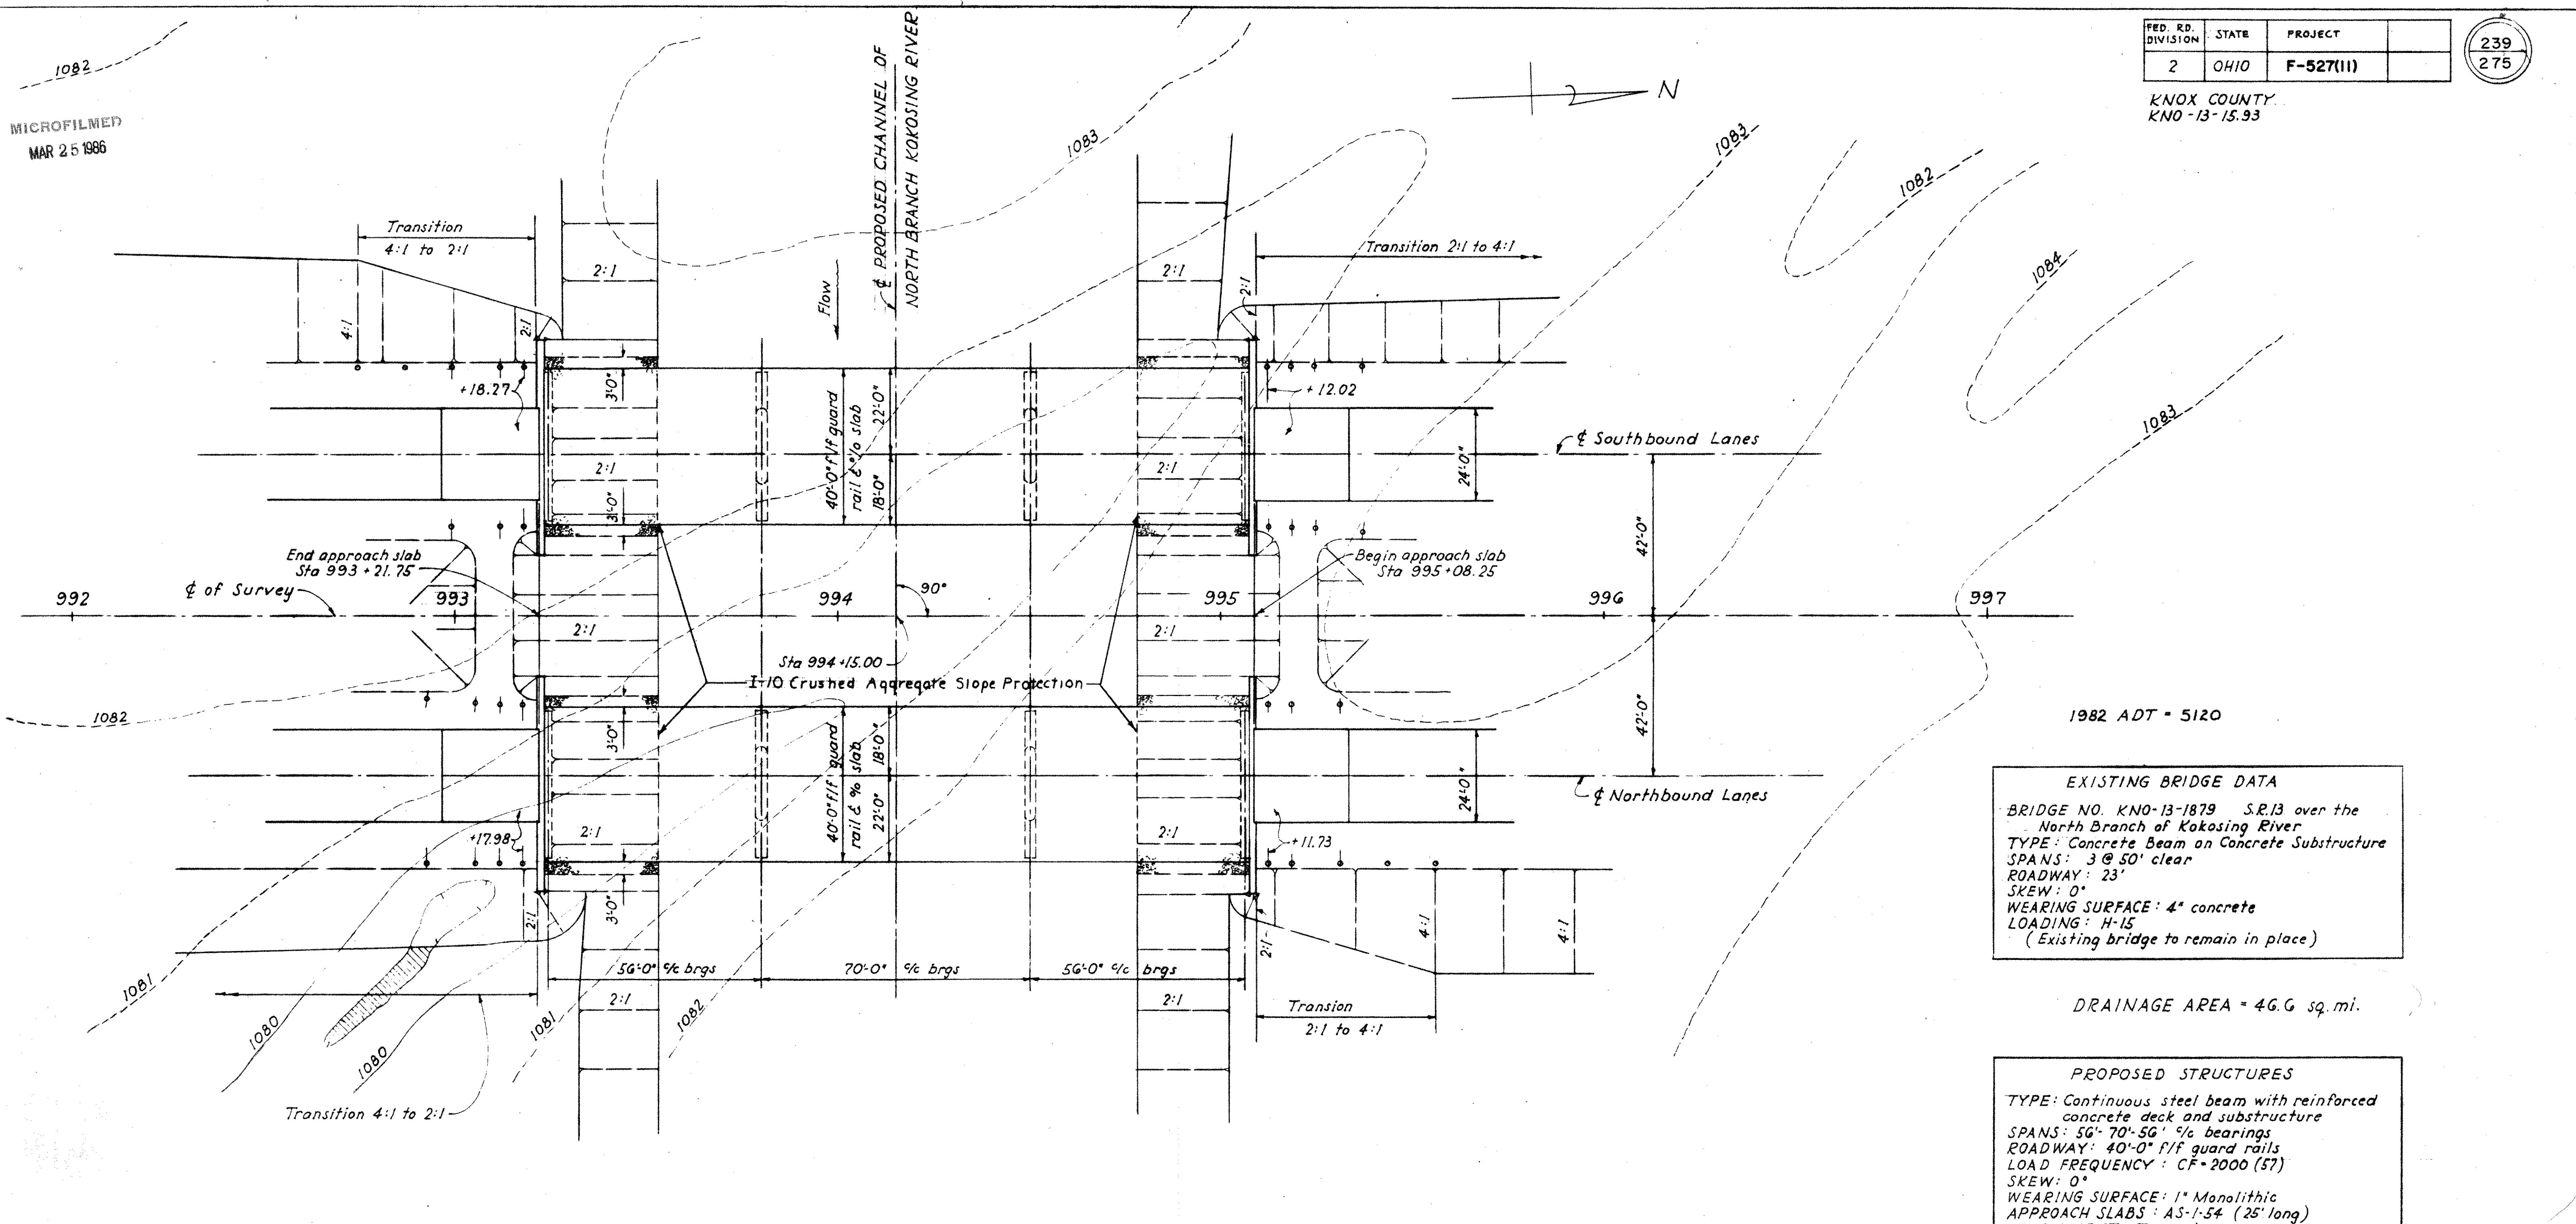 FED. RD. DIVISION STATE PROJECT
2 OHIO F-527(11)
239
275
KNOX COUNTY
KNO-13-15.93
MICROFILMED
MAR 25 1986
1082
℄ PROPOSED CHANNEL OF
NORTH BRANCH KOKOSING RIVER
N
1083
1083
1082
1084
1083
Transition
4:1 to 2:1
Transition 2:1 to 4:1
2:1
2:1
Flow
4:1
2:1
2:1
+18.27
3'-0"
40'-0" f/f guard
rail & o/o slab
22'-0"
18'-0"
+12.02
℄ Southbound Lanes
2:1
2:1
24'-0"
3'-0"
42'-0"
End approach slab
Sta 993+21.75
Begin approach slab
Sta 995+08.25
℄ of Survey
90°
992
993
994
995
996
997
2:1
2:1
Sta 994+15.00
I-10 Crushed Aggregate Slope Protection
1082
42'-0"
3'-0"
40'-0" f/f guard
rail & o/o slab
18'-0"
22'-0"
24'-0"
℄ Northbound Lanes
+17.98
2:1
2:1
+11.73
3'-0"
2:1
2:1
4:1
4:1
56'-0" c/c brgs
70'-0" c/c brgs
56'-0" c/c brgs
2:1
2:1
1081
1080
1080
1081
1082
Transion
2:1 to 4:1
Transition 4:1 to 2:1
1982 ADT = 5120
EXISTING BRIDGE DATA
BRIDGE NO. KNO-13-1879 S.R.13 over the
North Branch of Kokosing River
TYPE: Concrete Beam on Concrete Substructure
SPANS: 3 @ 50' clear
ROADWAY: 23'
SKEW: 0°
WEARING SURFACE: 4" concrete
LOADING: H-15
(Existing bridge to remain in place)
DRAINAGE AREA = 46.6 sq. mi.
PROPOSED STRUCTURES
TYPE: Continuous steel beam with reinforced
concrete deck and substructure
SPANS: 56'-70'-56' c/c bearings
ROADWAY: 40'-0" f/f guard rails
LOAD FREQUENCY: CF=2000 (57)
SKEW: 0°
WEARING SURFACE: 1" Monolithic
APPROACH SLABS: AS-1-54 (25' long)